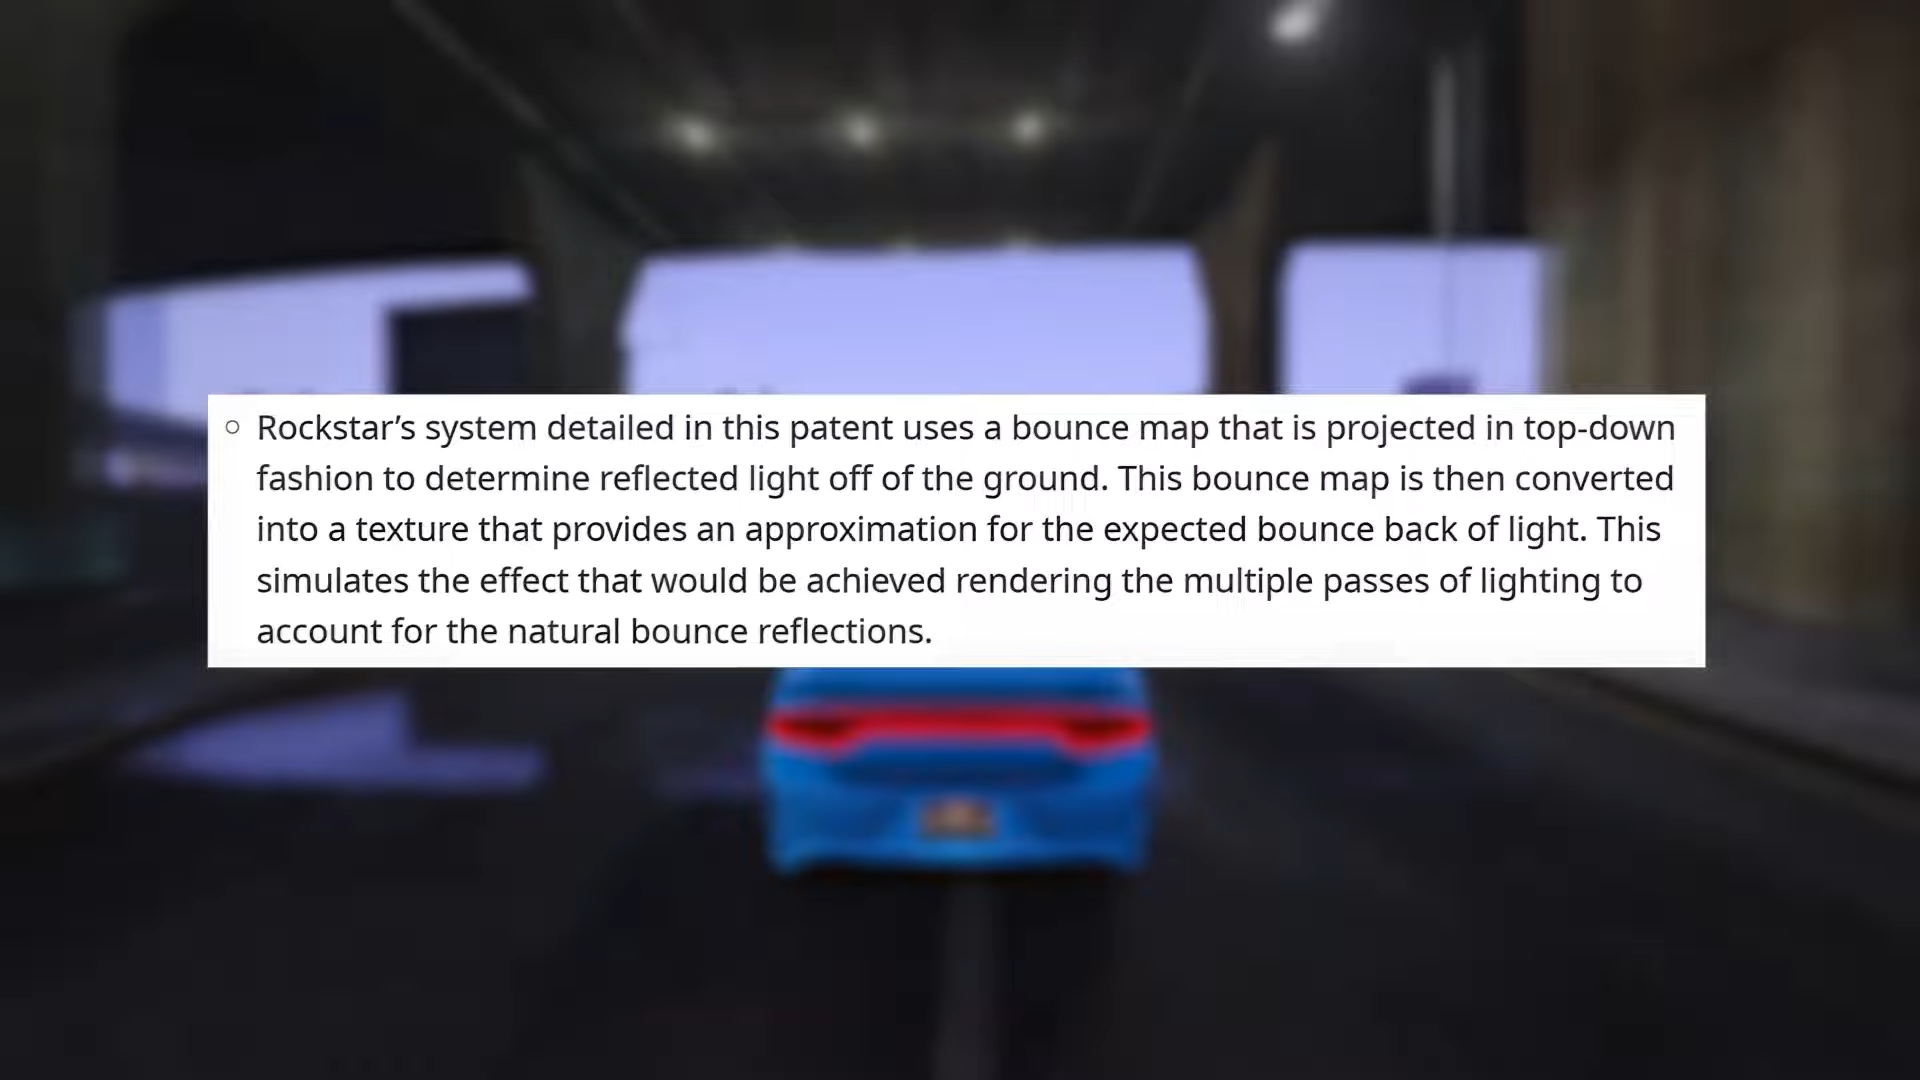 Rockstar’s system detailed in this patent uses a bounce map that is projected in top-down
fashion to determine reflected light off of the ground. This bounce map is then converted
into a texture that provides an approximation for the expected bounce back of light. This
simulates the effect that would be achieved rendering the multiple passes of lighting to
account for the natural bounce reflections.